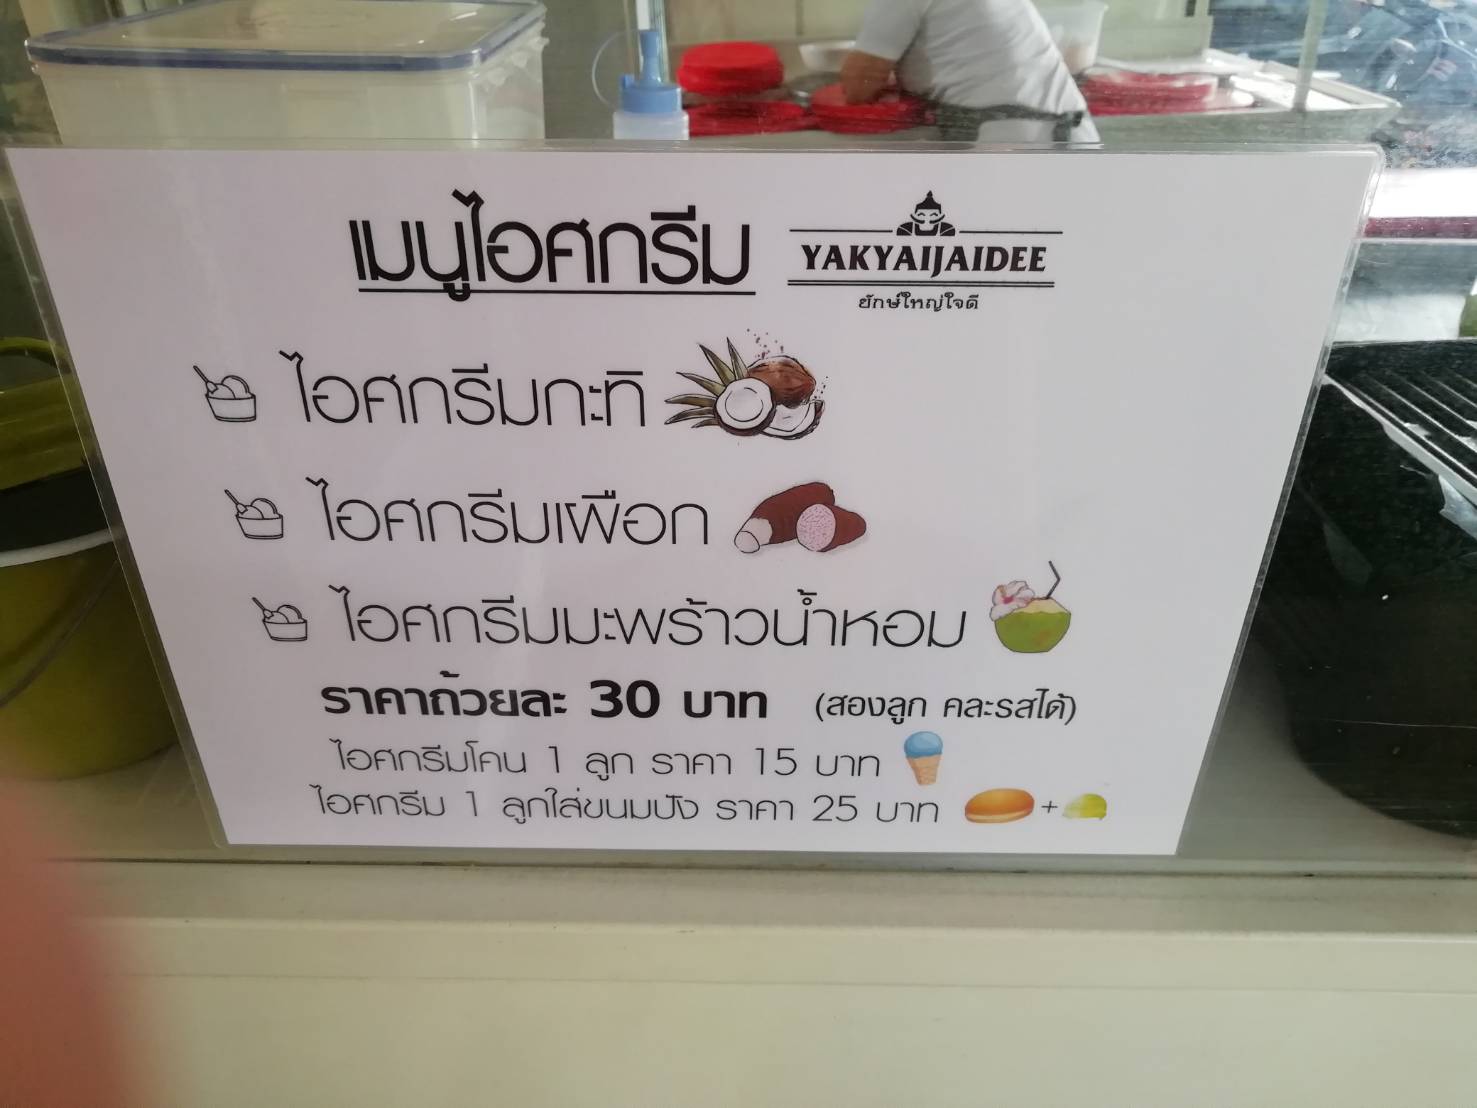 เมนูไอศกรีม
YAKYAIJAIDEE
ยักษ์ใหญ่ใจดี
ไอศกรีมกะทิ
ไอศกรีมเผือก
ไอศกรีมมะพร้าวน้ำหอม
ราคาถ้วยละ 30 บาท (สองลูก คละรสได้)
ไอศกรีมโคน 1 ลูก ราคา 15 บาท
ไอศกรีม 1 ลูกใส่ขนมปัง ราคา 25 บาท
+